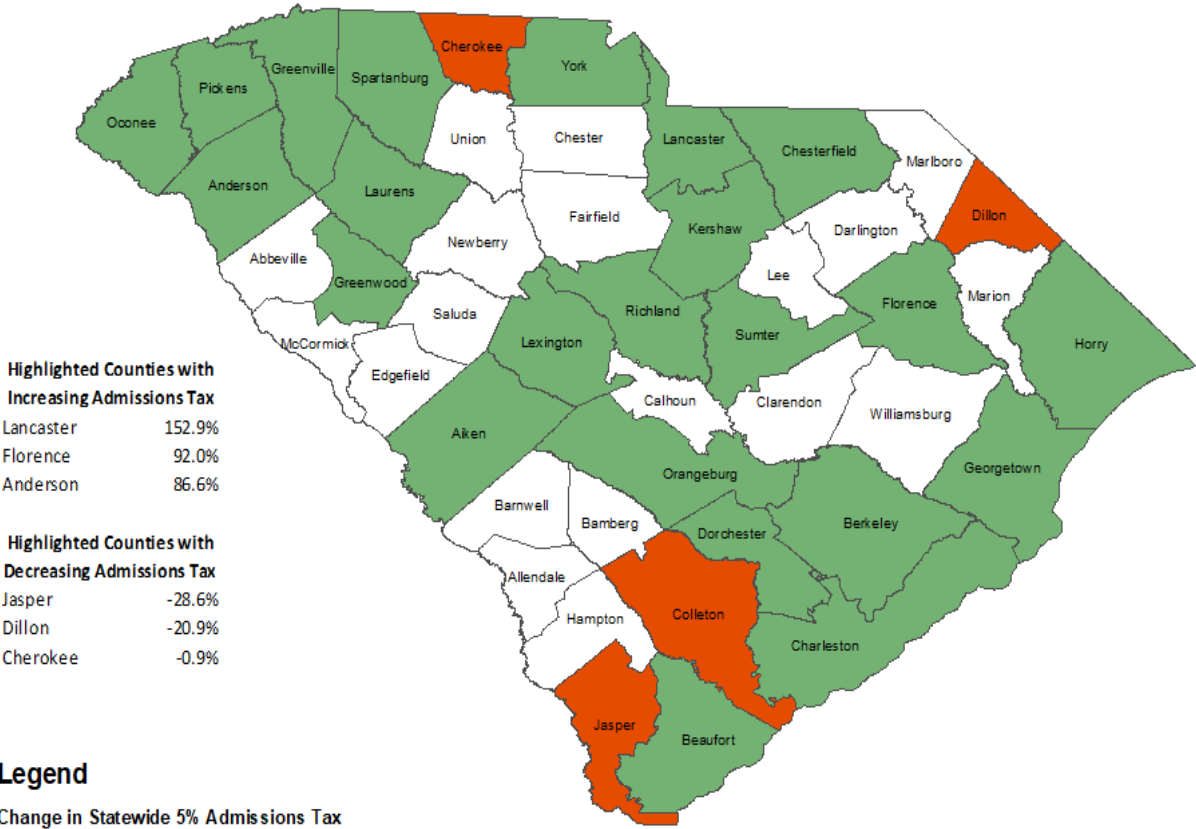 Cherokee
York
Greenville
Spartanburg
Pickens
Oconee
Union
Chester
Lancaster
Chesterfield
Marlboro
Anderson
Laurens
Dillon
Fairfield
Kershaw
Darlington
Newberry
Abbeville
Lee
Greenwood
Marion
Florence
Saluda
Richland
Sumter
McCormick
Lexington
Horry
Edgefield
Calhoun
Clarendon
Williamsburg
Aiken
Georgetown
Orangeburg
Barnwell
Bamberg
Berkeley
Dorchester
Allendale
Hampton
Colleton
Charleston
Jasper
Beaufort
Highlighted Counties with
Increasing Admissions Tax
Lancaster 152.9%
Florence 92.0%
Anderson 86.6%
Highlighted Counties with
Decreasing Admissions Tax
Jasper -28.6%
Dillon -20.9%
Cherokee -0.9%
Legend
Change in Statewide 5% Admissions Tax